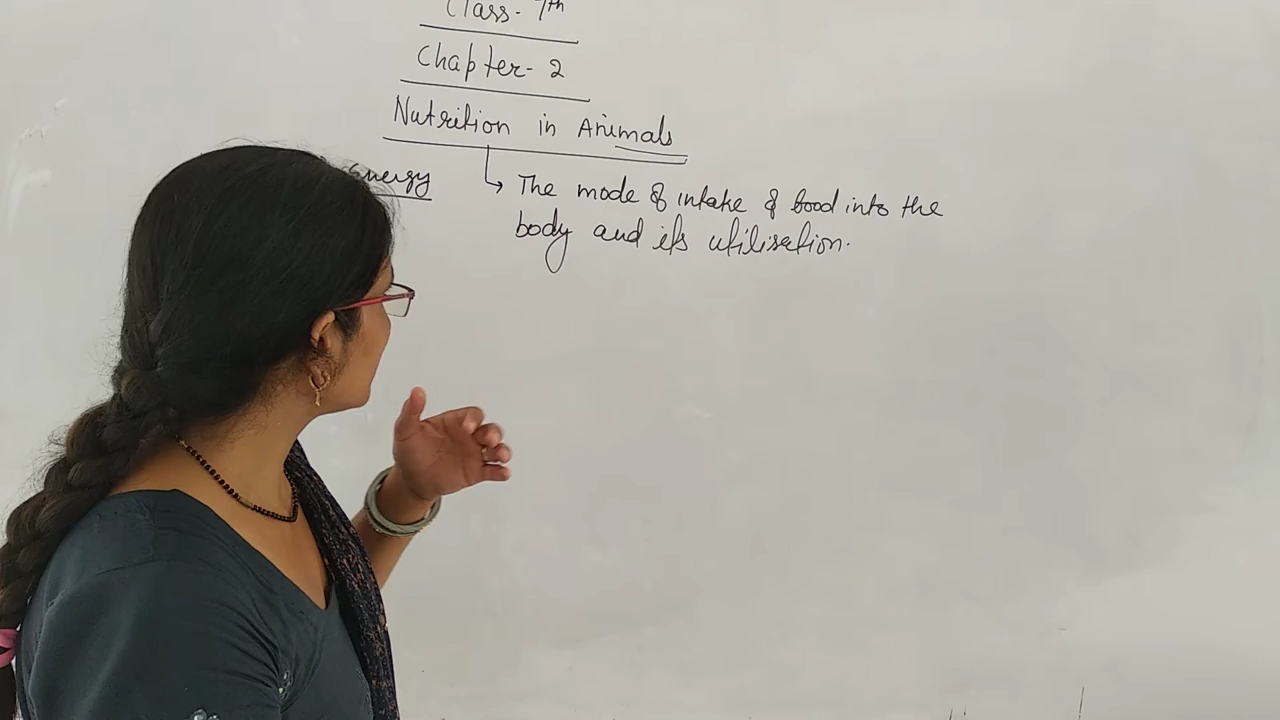 Class- 7th
Chapter- 2
Nutrition in Animals
Energy
The mode of intake of food into the
body and its utilisation.